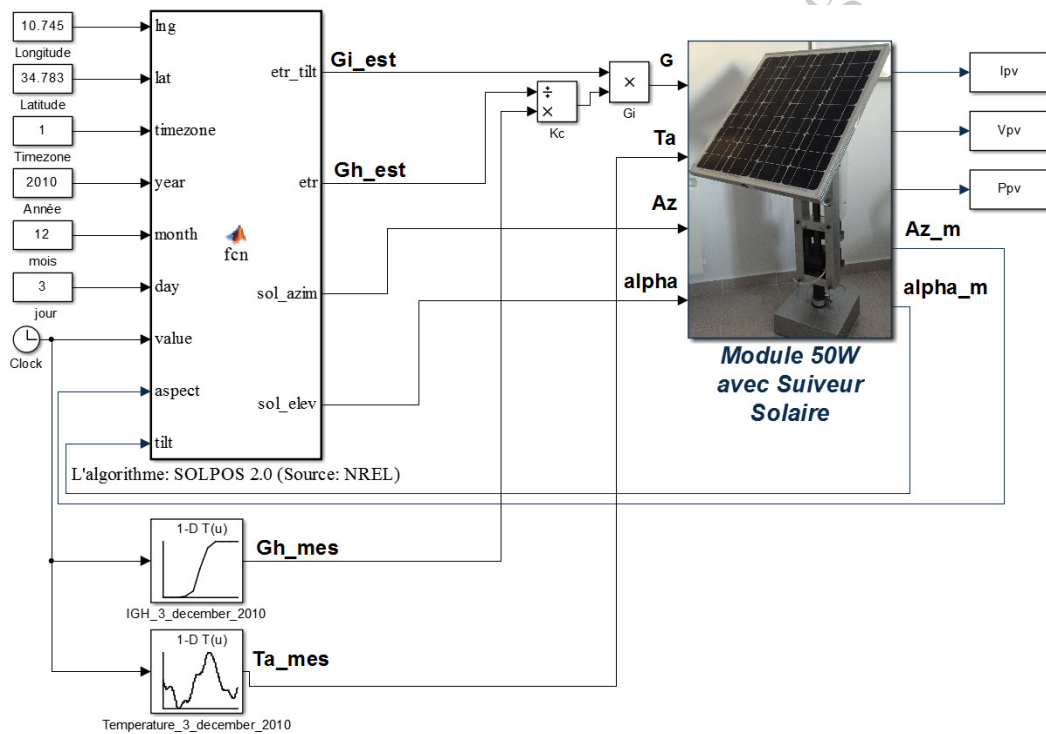 10.745
Longitude
34.783
Latitude
1
Timezone
2010
Année
12
mois
3
jour
Clock
lng
lat
timezone
year
month
day
value
aspect
tilt
fcn
etr_tilt
etr
sol_azim
sol_elev
L'algorithme: SOLPOS 2.0 (Source: NREL)
Gi_est
Gh_est
÷
×
Kc
×
Gi
G
Ta
Az
alpha
Module 50W
avec Suiveur
Solaire
Ipv
Vpv
Ppv
Az_m
alpha_m
1-D T(u)
IGH_3_december_2010
Gh_mes
1-D T(u)
Temperature_3_december_2010
Ta_mes